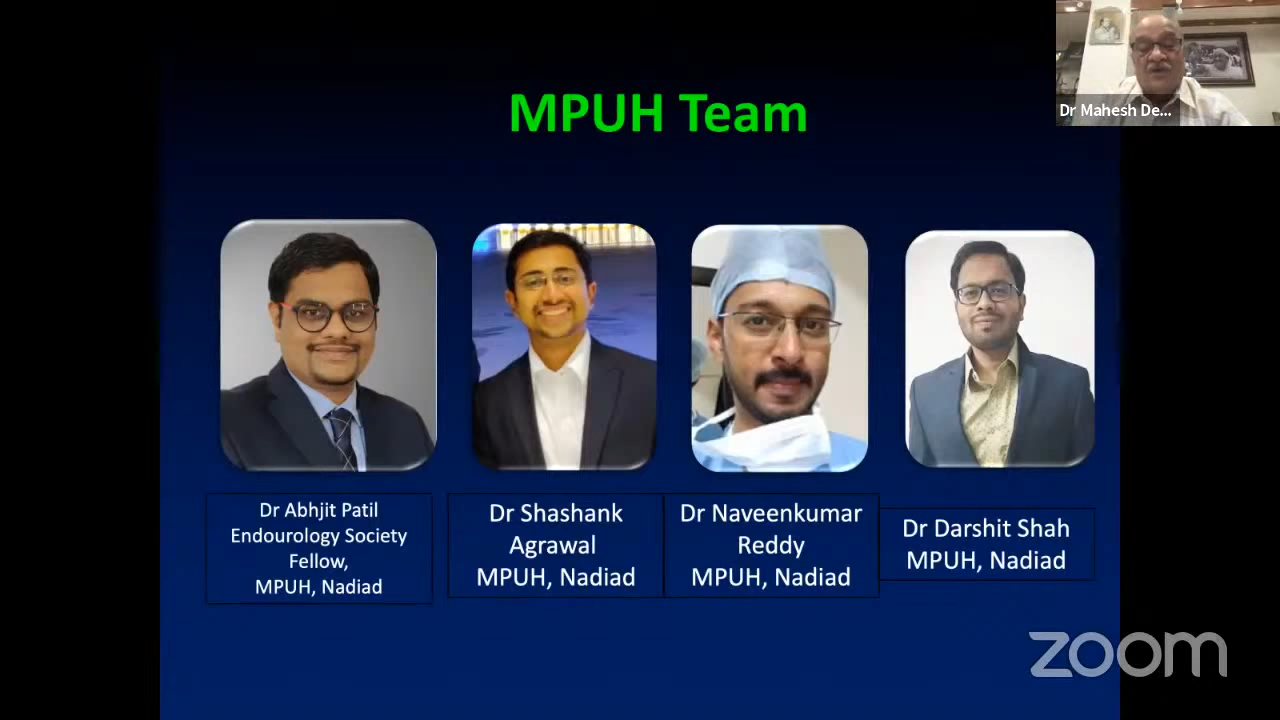 MPUH Team
Dr Mahesh De...
Dr Abhjit Patil
Endourology Society
Fellow,
MPUH, Nadiad
Dr Shashank
Agrawal
MPUH, Nadiad
Dr Naveenkumar
Reddy
MPUH, Nadiad
Dr Darshit Shah
MPUH, Nadiad
zoom